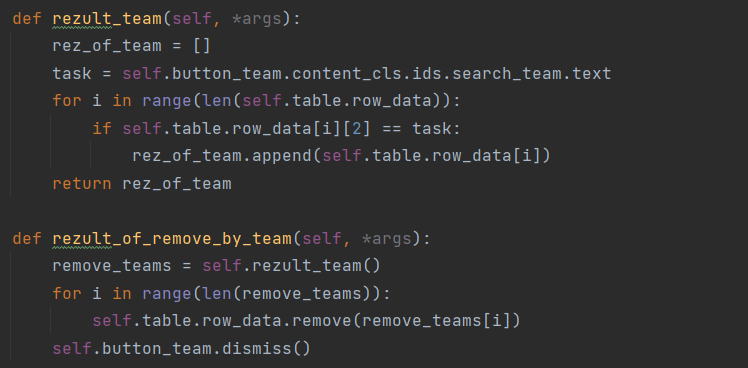 def rezult_team(self, *args):
    rez_of_team = []
    task = self.button_team.content_cls.ids.search_team.text
    for i in range(len(self.table.row_data)):
        if self.table.row_data[i][2] == task:
            rez_of_team.append(self.table.row_data[i])
    return rez_of_team

def rezult_of_remove_by_team(self, *args):
    remove_teams = self.rezult_team()
    for i in range(len(remove_teams)):
        self.table.row_data.remove(remove_teams[i])
    self.button_team.dismiss()